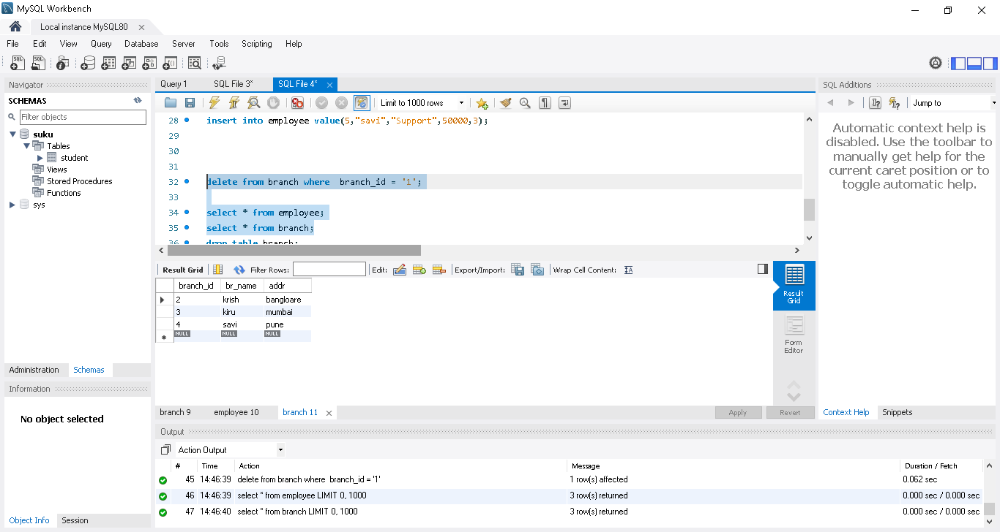 MySQL Workbench
Local instance MySQL80
File Edit View Query Database Server Tools Scripting Help
Navigator
SCHEMAS
Filter objects
suku
Tables
student
Views
Stored Procedures
Functions
sys
Administration Schemas
Information
No object selected
Object Info Session
Query 1 SQL File 3* SQL File 4*
Limit to 1000 rows
28 insert into employee value(5,"savi","Support",50000,3);
29
30
31
32 delete from branch where  branch_id = '1';
33
34 select * from employee;
35 select * from branch;
36 drop table branch;
Result Grid Filter Rows: Edit: Export/Import: Wrap Cell Content:
branch_id br_name addr
2 krish bangloare
3 kiru mumbai
4 savi pune
NULL NULL NULL
Result
Grid
Form
Editor
branch 9 employee 10 branch 11 Apply Revert
Output
Action Output
# Time Action Message Duration / Fetch
45 14:46:39 delete from branch where  branch_id = '1' 1 row(s) affected 0.062 sec
46 14:46:39 select * from employee LIMIT 0, 1000 3 row(s) returned 0.000 sec / 0.000 sec
47 14:46:40 select * from branch LIMIT 0, 1000 3 row(s) returned 0.000 sec / 0.000 sec
SQL Additions
Jump to
Automatic context help is
disabled. Use the toolbar to
manually get help for the
current caret position or to
toggle automatic help.
Context Help Snippets